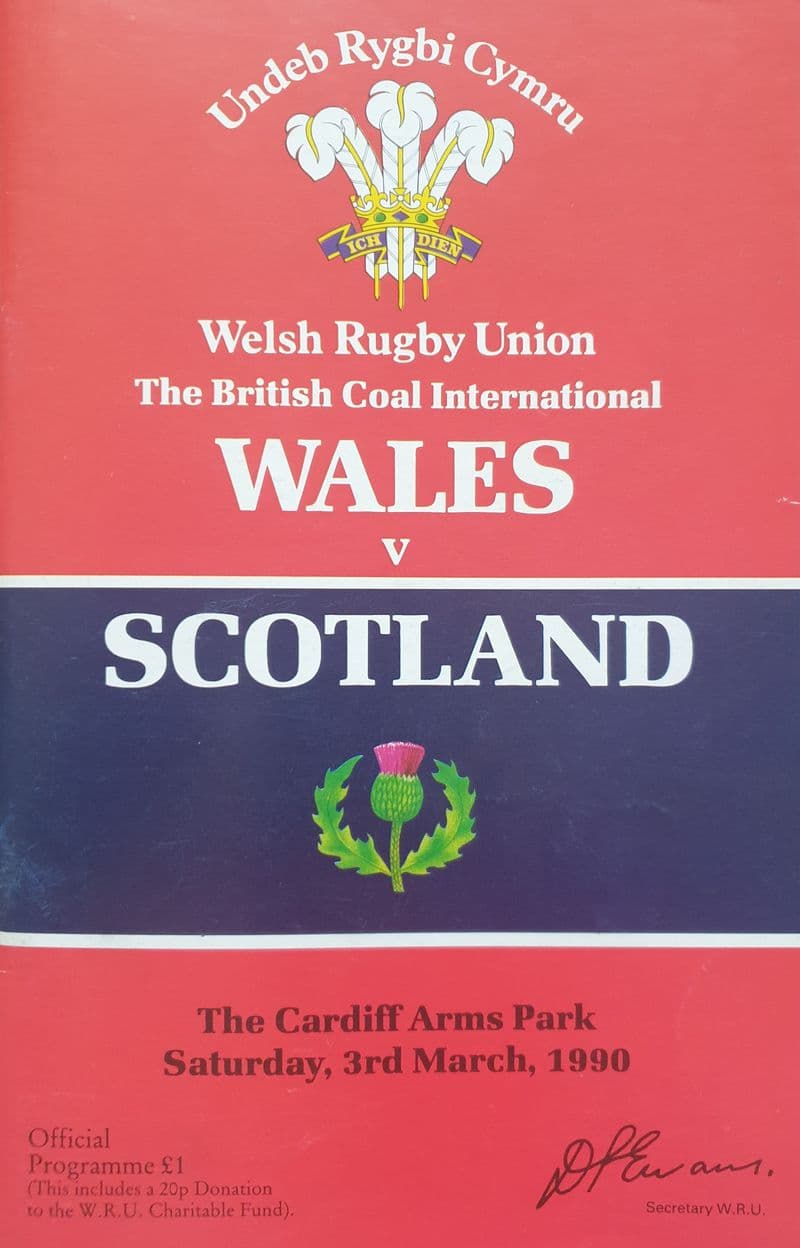 Undeb Rygbi Cymru
ICH DIEN
Welsh Rugby Union
The British Coal International
WALES
v
SCOTLAND
The Cardiff Arms Park
Saturday, 3rd March, 1990
Official
Programme £1
(This includes a 20p Donation
to the W.R.U. Charitable Fund).
D P Evans.
Secretary W.R.U.